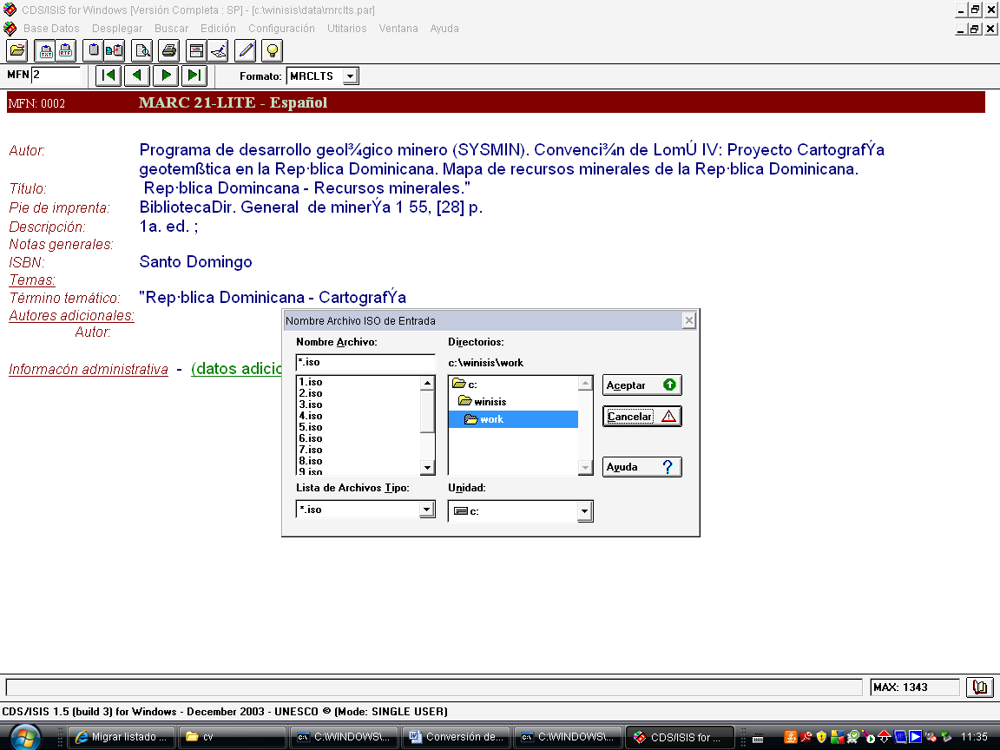 CDS/ISIS for Windows [Versión Completa : SP] - [c:\winisis\data\mrclts.par]
Base Datos Desplegar Buscar Edición Configuración Utitarios Ventana Ayuda
MFN 2 Formato: MRCLTS
MFN: 0002 MARC 21-LITE - Español
Autor: Programa de desarrollo geol¾gico minero (SYSMIN). Convenci¾n de LomÚ IV: Proyecto CartografÝa
geotemßtica en la Rep·blica Dominicana. Mapa de recursos minerales de la Rep·blica Dominicana.
Título: Rep·blica Domincana - Recursos minerales."
Pie de imprenta: BibliotecaDir. General de minerÝa 1 55, [28] p.
Descripción: 1a. ed. ;
Notas generales:
ISBN: Santo Domingo
Temas:
Término temático: "Rep·blica Dominicana - CartografÝa
Autores adicionales:
Autor:
Informacón administrativa - (datos adicio
Nombre Archivo ISO de Entrada
Nombre Archivo: Directorios:
*.iso c:\winisis\work
1.iso
2.iso
3.iso
4.iso
5.iso
6.iso
7.iso
8.iso
9.iso
c:
winisis
work
Aceptar
Cancelar
Ayuda
Lista de Archivos Tipo: Unidad:
*.iso c:
MAX: 1343
CDS/ISIS 1.5 (build 3) for Windows - December 2003 - UNESCO © (Mode: SINGLE USER)
Migrar listado ... cv C:\WINDOWS\... Conversión de... C:\WINDOWS\... CDS/ISIS for ... 11:35